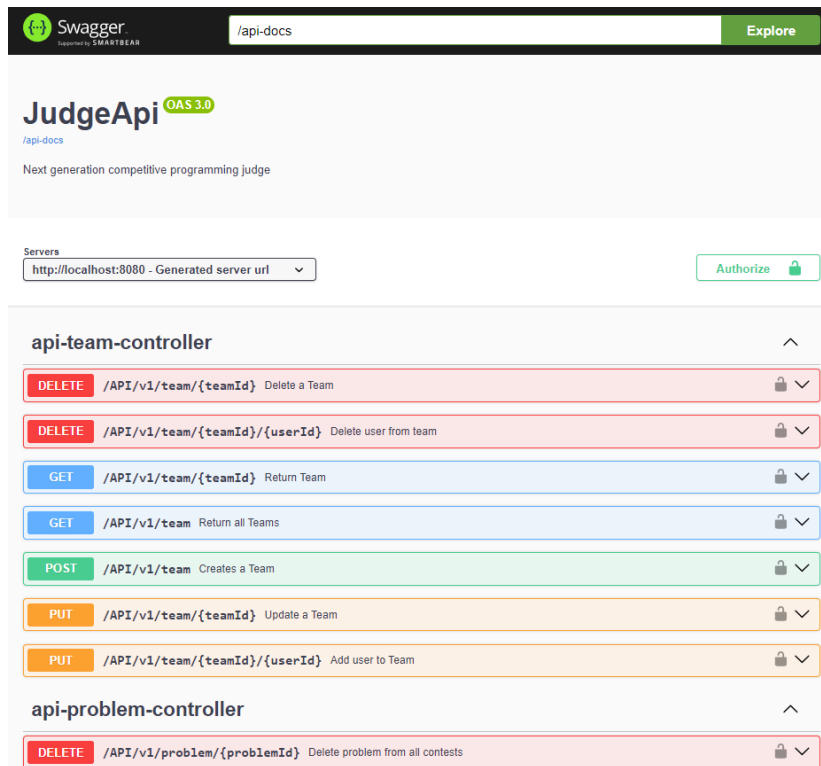 {···} Swagger.
Supported by SMARTBEAR
/api-docs
Explore
JudgeApi OAS 3.0
/api-docs
Next generation competitive programming judge
Servers
http://localhost:8080 - Generated server url
Authorize
api-team-controller
DELETE /API/v1/team/{teamId} Delete a Team
DELETE /API/v1/team/{teamId}/{userId} Delete user from team
GET /API/v1/team/{teamId} Return Team
GET /API/v1/team Return all Teams
POST /API/v1/team Creates a Team
PUT /API/v1/team/{teamId} Update a Team
PUT /API/v1/team/{teamId}/{userId} Add user to Team
api-problem-controller
DELETE /API/v1/problem/{problemId} Delete problem from all contests